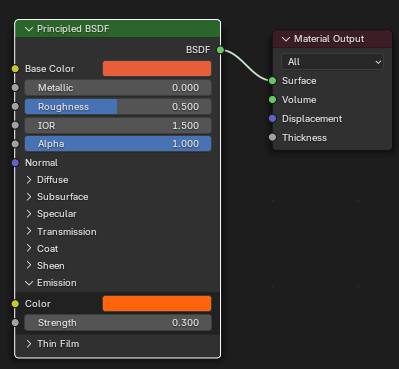 Principled BSDF
BSDF
Base Color
Metallic 0.000
Roughness 0.500
IOR 1.500
Alpha 1.000
Normal
Diffuse
Subsurface
Specular
Transmission
Coat
Sheen
Emission
Color
Strength 0.300
Thin Film
Material Output
All
Surface
Volume
Displacement
Thickness